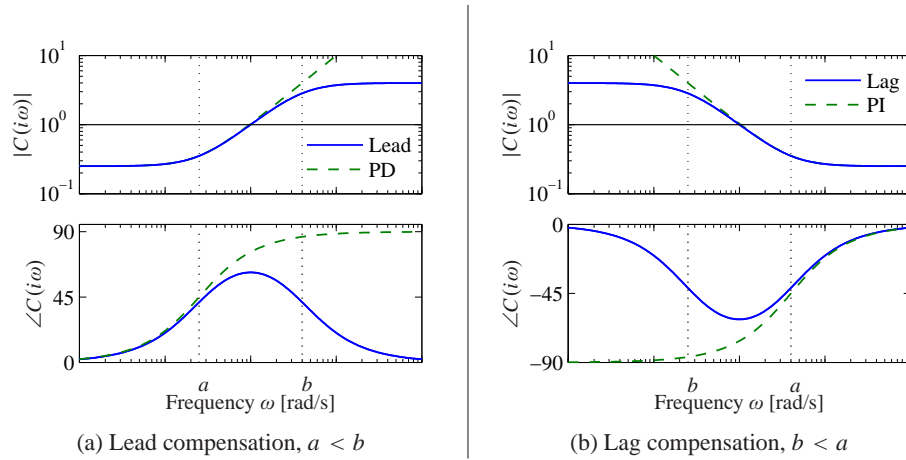 10^1
10^0
10^-1
|C(iω)|
Lead
PD
90
45
0
∠C(iω)
a
b
Frequency ω [rad/s]
(a) Lead compensation, a < b
10^1
10^0
10^-1
|C(iω)|
Lag
PI
0
−45
−90
∠C(iω)
b
a
Frequency ω [rad/s]
(b) Lag compensation, b < a